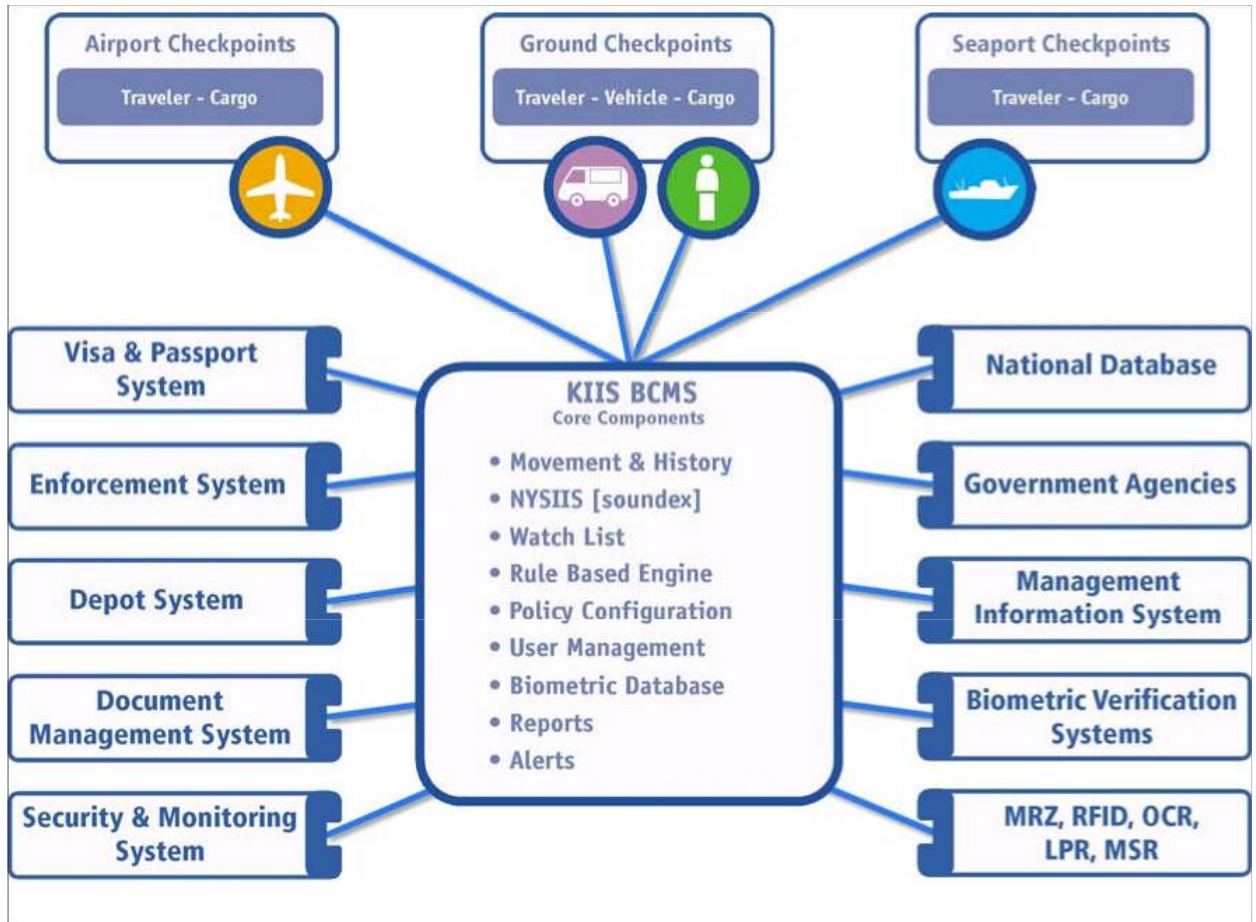 Airport Checkpoints
Traveler - Cargo
Ground Checkpoints
Traveler - Vehicle - Cargo
Seaport Checkpoints
Traveler - Cargo
Visa & Passport
System
Enforcement System
Depot System
Document
Management System
Security & Monitoring
System
KIIS BCMS
Core Components
• Movement & History
• NYSIIS [soundex]
• Watch List
• Rule Based Engine
• Policy Configuration
• User Management
• Biometric Database
• Reports
• Alerts
National Database
Government Agencies
Management
Information System
Biometric Verification
Systems
MRZ, RFID, OCR,
LPR, MSR